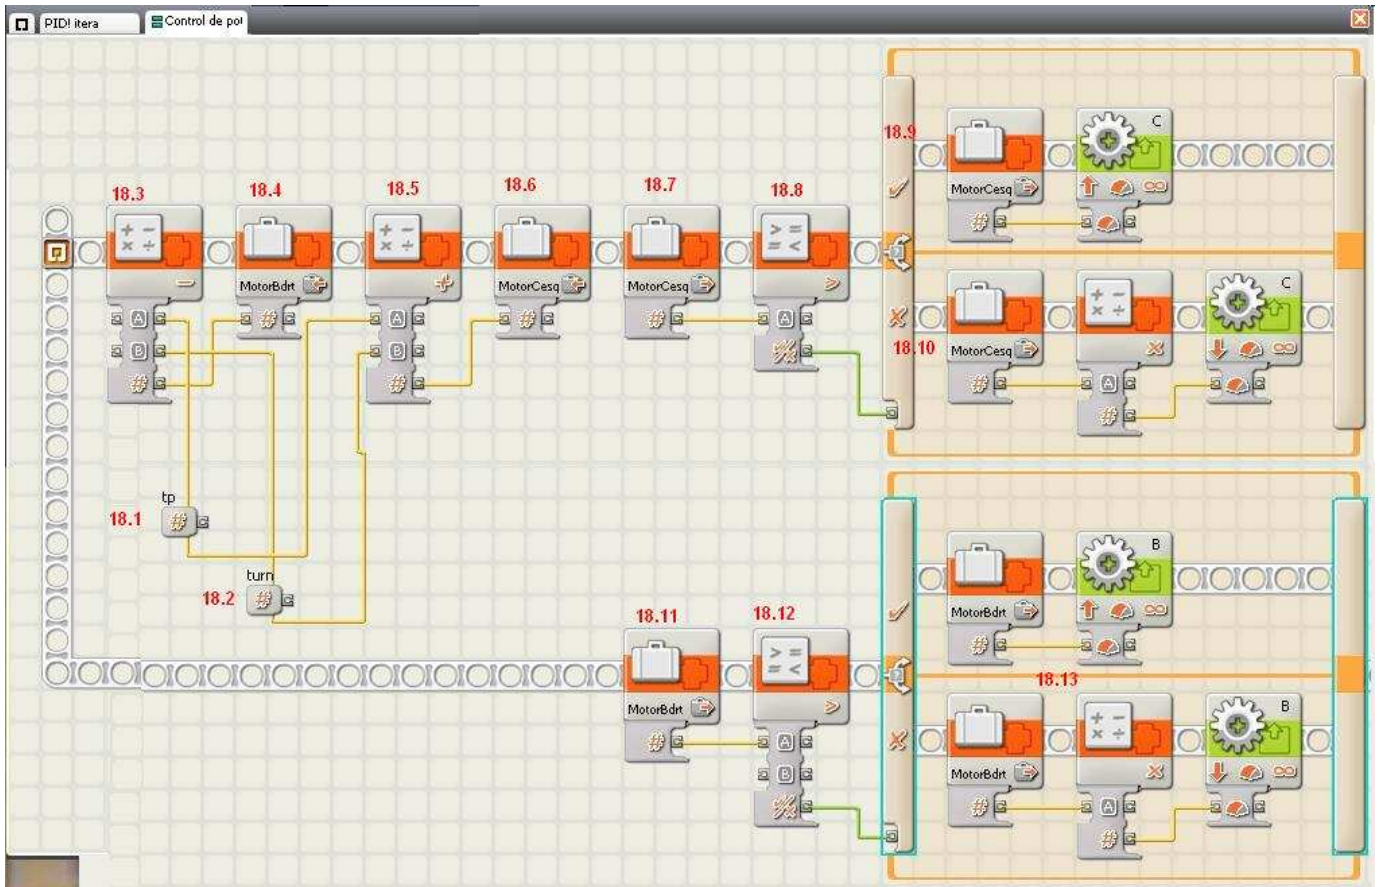 PID! itera
Control de po
18.3
18.4
18.5
18.6
18.7
18.8
18.9
MotorBdrt
MotorCesq
MotorCesq
MotorCesq
C
A
B
#
#
A
B
#
#
#
A
#
18.10
MotorCesq
C
#
A
#
tp
18.1
#
turn
18.2
#
18.11
18.12
MotorBdrt
#
A
B
MotorBdrt
B
#
18.13
MotorBdrt
B
#
A
#